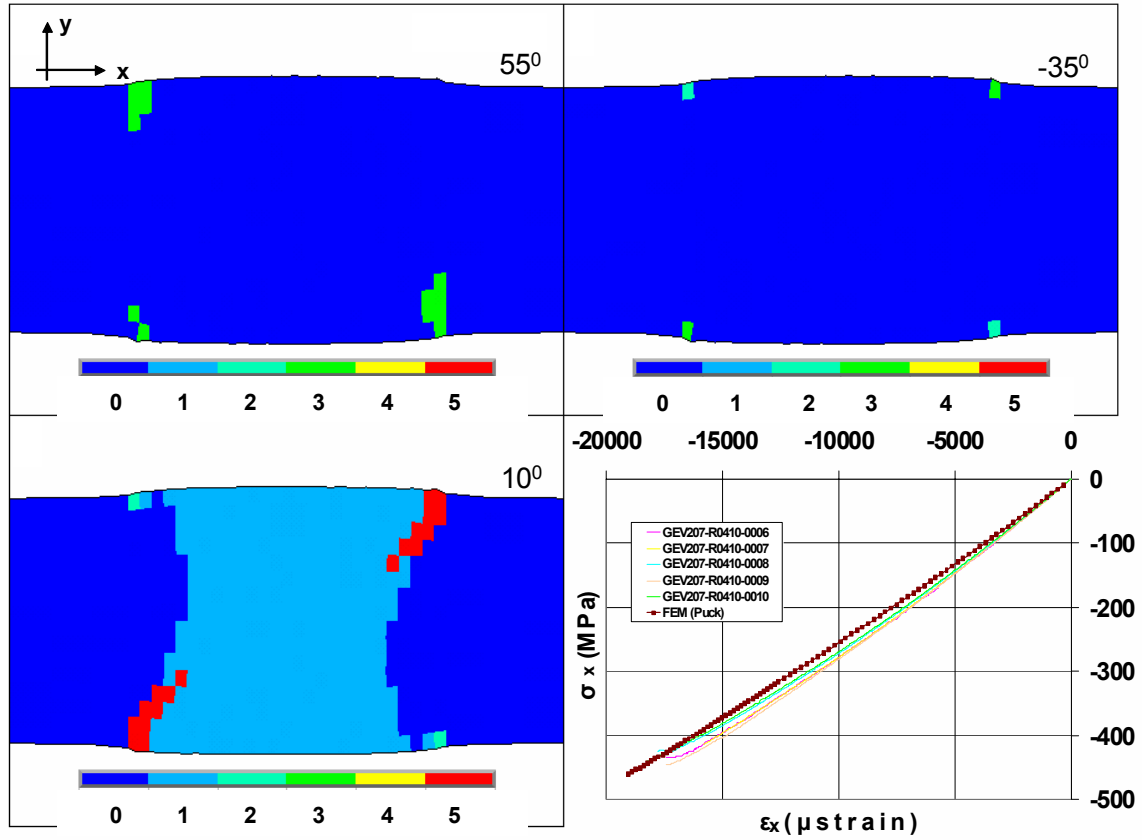 y
x
55⁰
-35⁰
0 1 2 3 4 5
0 1 2 3 4 5
10⁰
0 1 2 3 4 5
-20000 -15000 -10000 -5000 0
GEV207-R0410-0006
GEV207-R0410-0007
GEV207-R0410-0008
GEV207-R0410-0009
GEV207-R0410-0010
FEM (Puck)
0
-100
-200
-300
-400
-500
σx (MPa)
εx (µstrain)